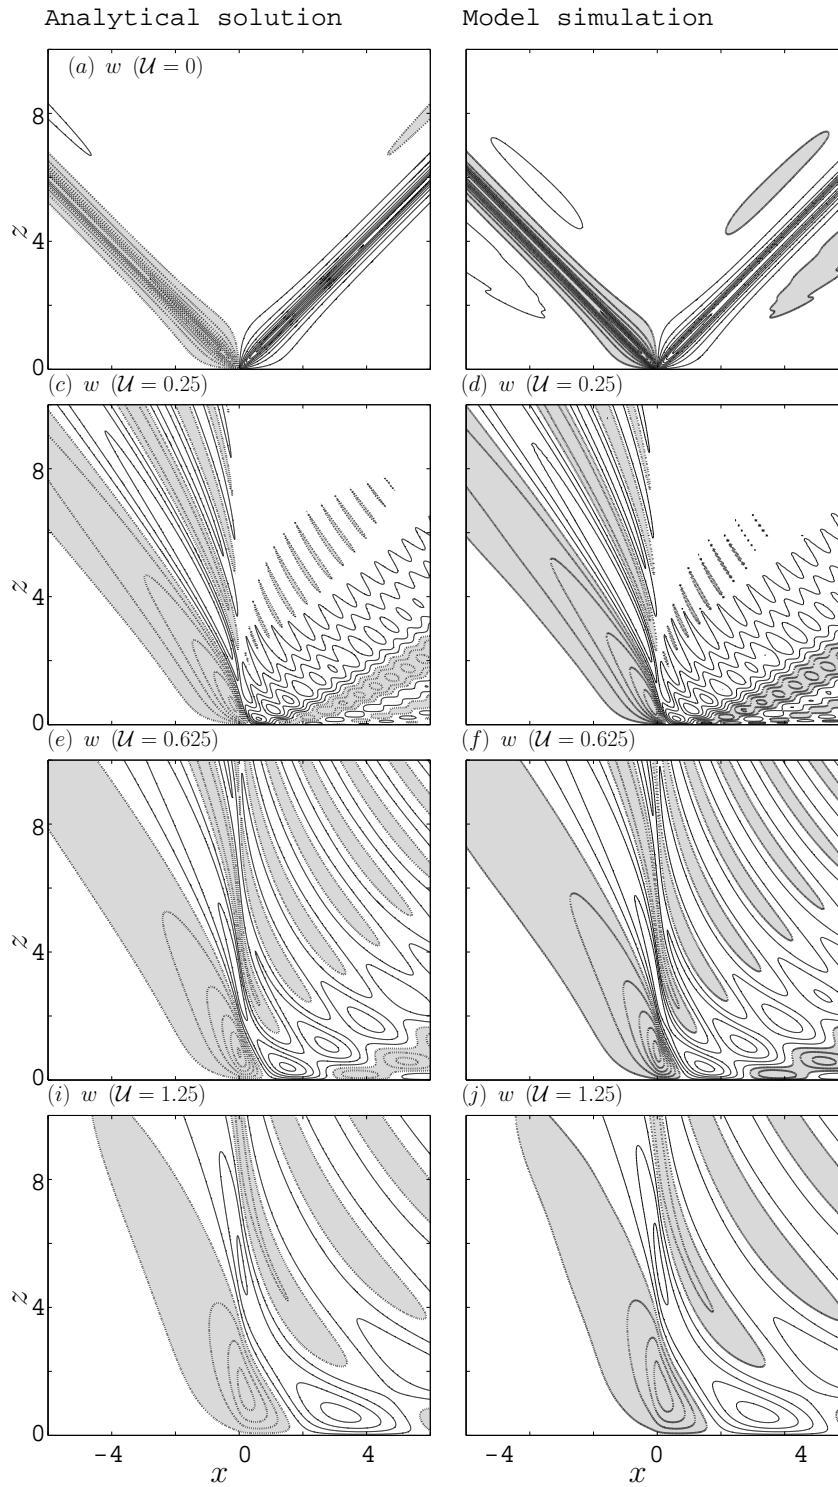 Analytical solution
Model simulation
(a) w (𝒰 = 0)
8
4
0
z
(c) w (𝒰 = 0.25)
(d) w (𝒰 = 0.25)
8
4
0
z
(e) w (𝒰 = 0.625)
(f) w (𝒰 = 0.625)
8
4
0
z
(i) w (𝒰 = 1.25)
(j) w (𝒰 = 1.25)
8
4
0
z
−4 0 4
−4 0 4
x
x